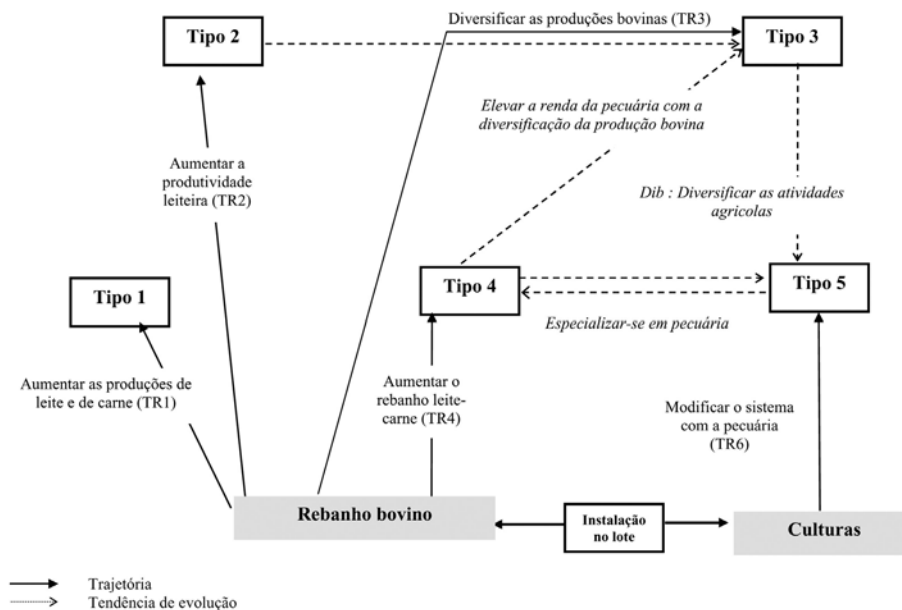 Diversificar as produções bovinas (TR3)
Tipo 2
Tipo 3
Elevar a renda da pecuária com a
diversificação da produção bovina
Aumentar a
produtividade
leiteira (TR2)
Dib : Diversificar as atividades
agricolas
Tipo 1
Tipo 4
Tipo 5
Especializar-se em pecuária
Aumentar as produções de
leite e de carne (TR1)
Aumentar o
rebanho leite-
carne (TR4)
Modificar o sistema
com a pecuária
(TR6)
Rebanho bovino
Instalação
no lote
Culturas
Trajetória
Tendência de evolução